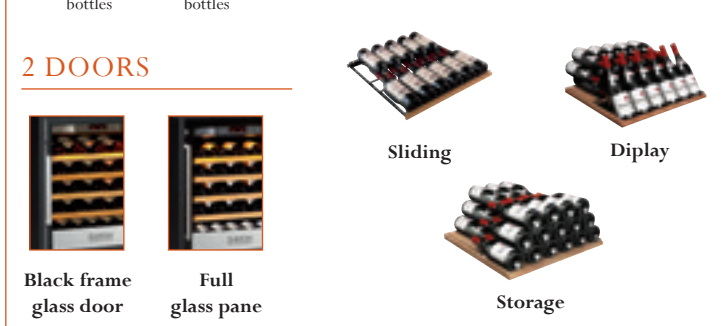 bottles
bottles
2 DOORS
Black frame
glass door
Full
glass pane
Sliding
Diplay
Storage